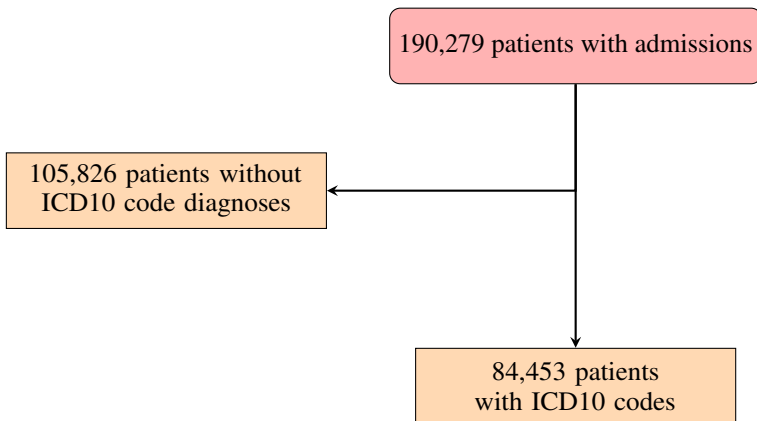 190,279 patients with admissions
105,826 patients without
ICD10 code diagnoses
84,453 patients
with ICD10 codes